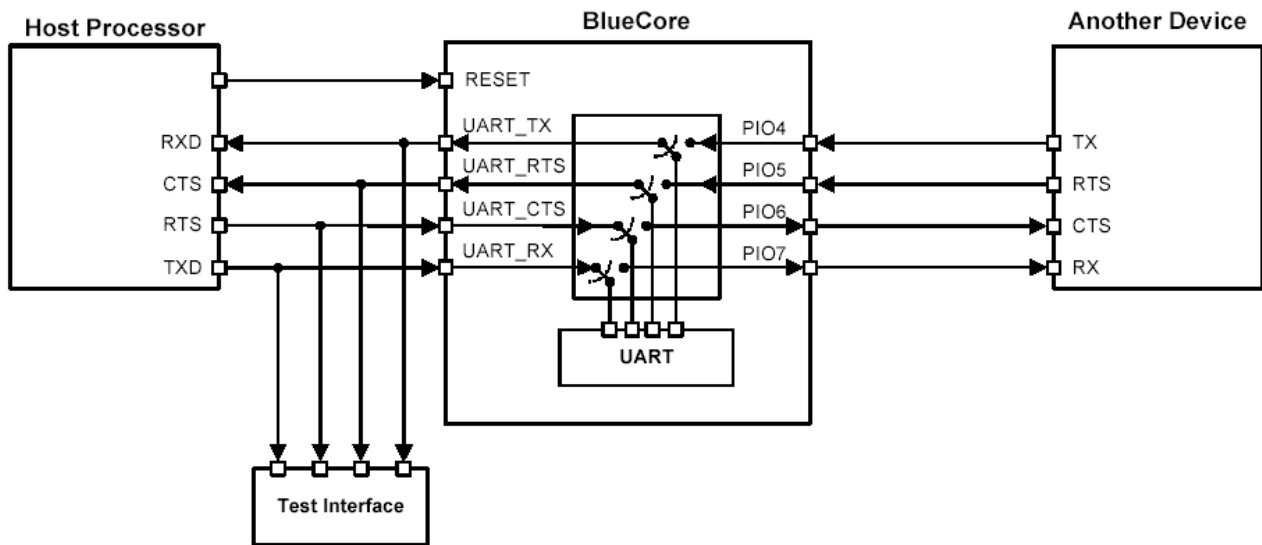 Host Processor
BlueCore
Another Device
RESET
RXD
UART_TX
PIO4
TX
CTS
UART_RTS
PIO5
RTS
RTS
UART_CTS
PIO6
CTS
TXD
UART_RX
PIO7
RX
UART
Test Interface